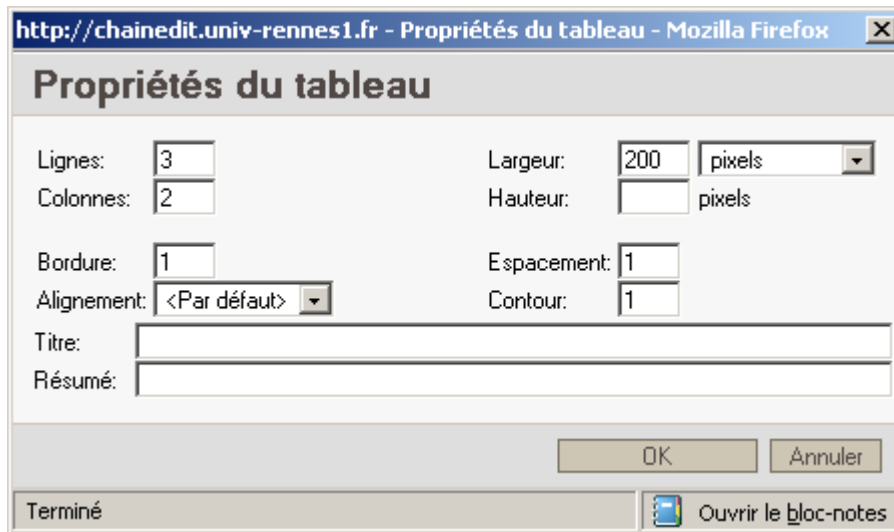 http://chainedit.univ-rennes1.fr - Propriétés du tableau - Mozilla Firefox
Propriétés du tableau
Lignes: 3 Largeur: 200 pixels
Colonnes: 2 Hauteur: pixels
Bordure: 1 Espacement: 1
Alignement: <Par défaut> Contour: 1
Titre:
Résumé:
OK Annuler
Terminé Ouvrir le bloc-notes